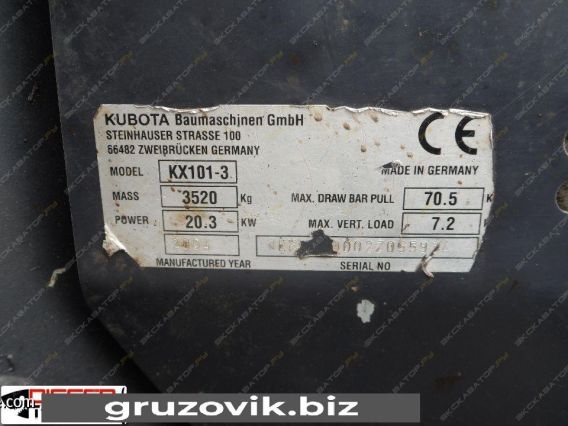 KUBOTA Baumaschinen GmbH
STEINHAUSER STRASSE 100
66482 ZWEIBRÜCKEN GERMANY
CE
MODEL KX101-3 MADE IN GERMANY
MASS 3520 Kg MAX. DRAW BAR PULL 70.5
POWER 20.3 KW MAX. VERT. LOAD 7.2
MANUFACTURED YEAR SERIAL NO
gruzovik.biz
ЭКСКАВАТОР.РУ